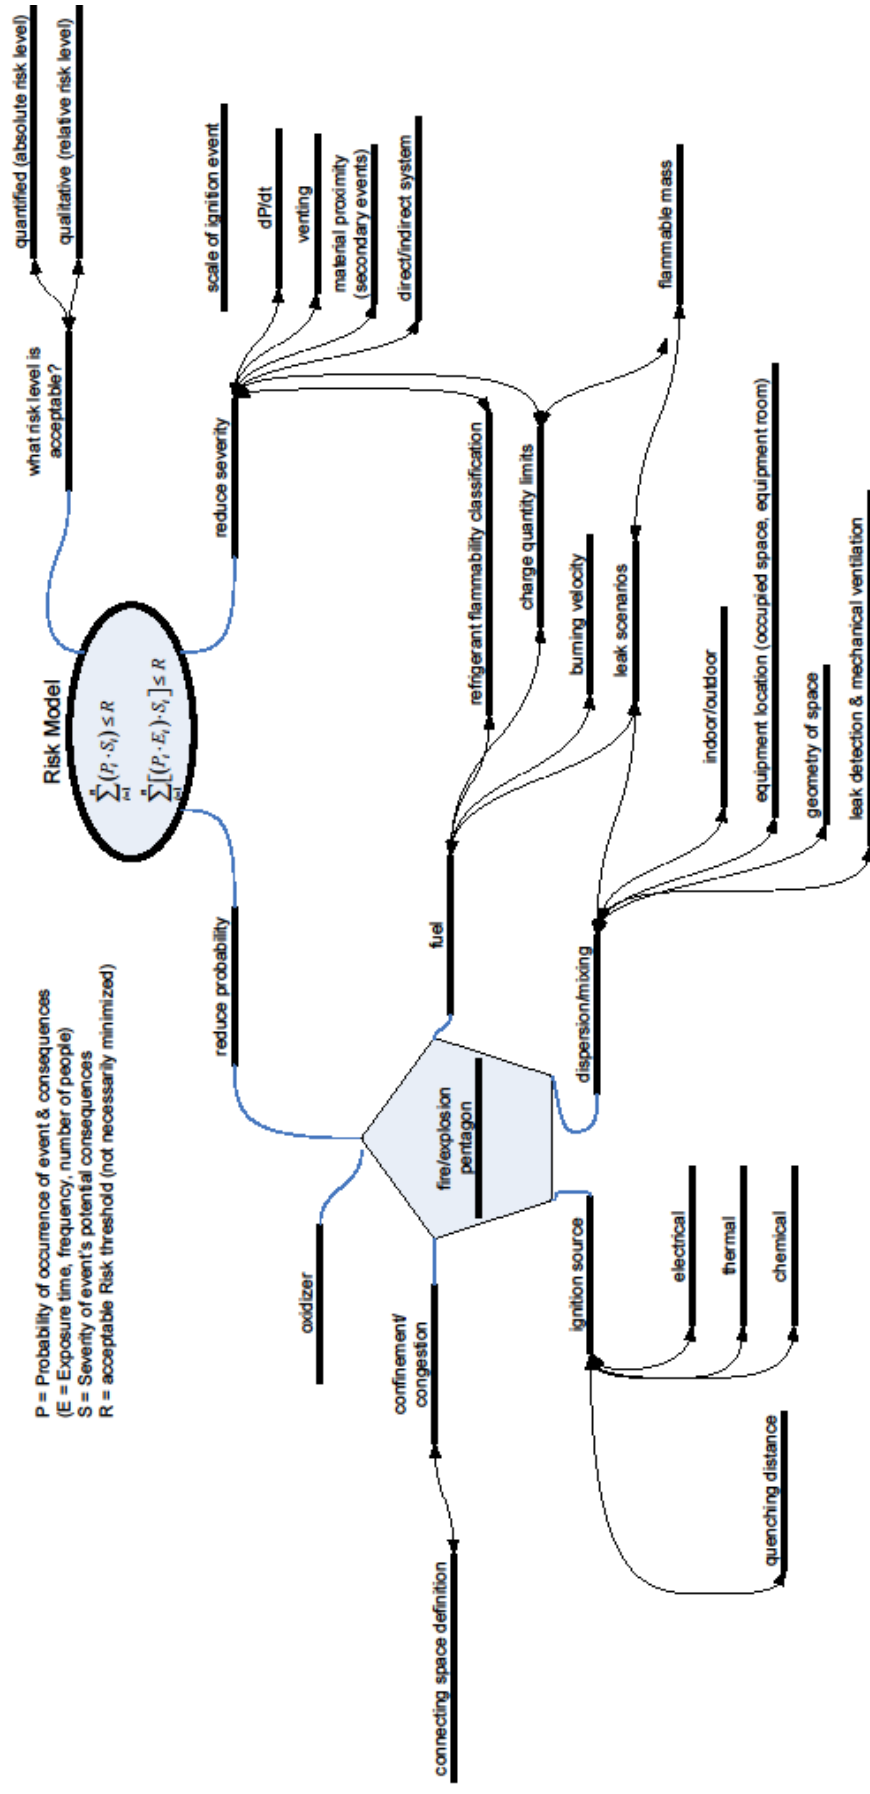 P = Probability of occurrence of event & consequences
(E = Exposure time, frequency, number of people)
S = Severity of event's potential consequences
R = acceptable Risk threshold (not necessarily minimized)
Risk Model
∑ⁿᵢ₌₁(Pᵢ · Sᵢ) ≤ R
∑ⁿᵢ₌₁[(Pᵢ · Eᵢ) · Sᵢ] ≤ R
what risk level is
acceptable?
quantified (absolute risk level)
qualitative (relative risk level)
reduce probability
reduce severity
scale of ignition event
dP/dt
venting
material proximity
(secondary events)
direct/indirect system
oxidizer
confinement/
congestion
connecting space definition
fire/explosion
pentagon
fuel
refrigerant flammability classification
charge quantity limits
burning velocity
leak scenarios
flammable mass
ignition source
electrical
thermal
chemical
quenching distance
dispersion/mixing
indoor/outdoor
equipment location (occupied space, equipment room)
geometry of space
leak detection & mechanical ventilation